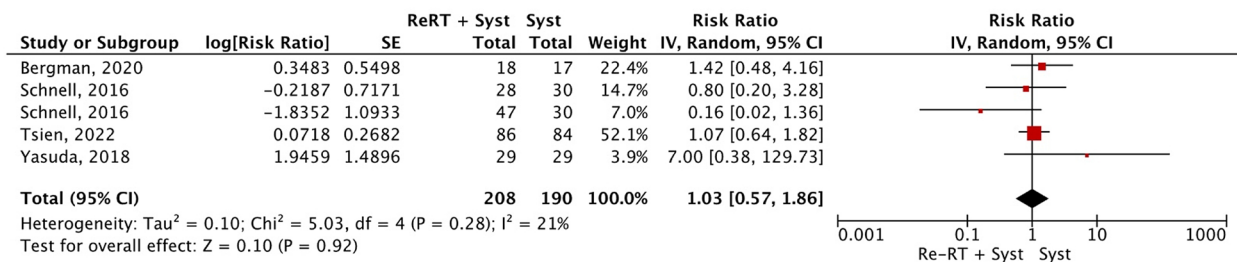 ReRT + Syst Syst Risk Ratio Risk Ratio
Study or Subgroup log[Risk Ratio] SE Total Total Weight IV, Random, 95% CI IV, Random, 95% CI
Bergman, 2020 0.3483 0.5498 18 17 22.4% 1.42 [0.48, 4.16]
Schnell, 2016 -0.2187 0.7171 28 30 14.7% 0.80 [0.20, 3.28]
Schnell, 2016 -1.8352 1.0933 47 30 7.0% 0.16 [0.02, 1.36]
Tsien, 2022 0.0718 0.2682 86 84 52.1% 1.07 [0.64, 1.82]
Yasuda, 2018 1.9459 1.4896 29 29 3.9% 7.00 [0.38, 129.73]
Total (95% CI) 208 190 100.0% 1.03 [0.57, 1.86]
Heterogeneity: Tau² = 0.10; Chi² = 5.03, df = 4 (P = 0.28); I² = 21%
Test for overall effect: Z = 0.10 (P = 0.92)
0.001 0.1 1 10 1000
Re-RT + Syst Syst